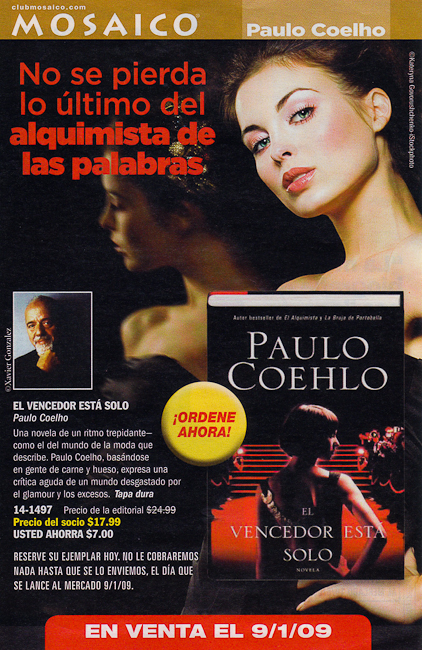 clubmosaico.com
MOSAICO®
Paulo Coelho
©Kateryna Govorushchenko iStockphoto
No se pierda
lo último del
alquimista de
las palabras
©Xavier Gonzalez
Autor bestseller de El Alquimista y La Bruja de Portobello
PAULO
COEHLO
EL
VENCEDOR ESTÁ
SOLO
NOVELA
¡ORDENE
AHORA!
EL VENCEDOR ESTÁ SOLO
Paulo Coelho
Una novela de un ritmo trepidante—
como el del mundo de la moda que
describe. Paulo Coelho, basándose
en gente de carne y hueso, expresa una
crítica aguda de un mundo desgastado por
el glamour y los excesos. Tapa dura
14-1497 Precio de la editorial $24.99
Precio del socio $17.99
USTED AHORRA $7.00
RESERVE SU EJEMPLAR HOY. NO LE COBRAREMOS
NADA HASTA QUE SE LO ENVIEMOS, EL DÍA QUE
SE LANCE AL MERCADO 9/1/09.
EN VENTA EL 9/1/09